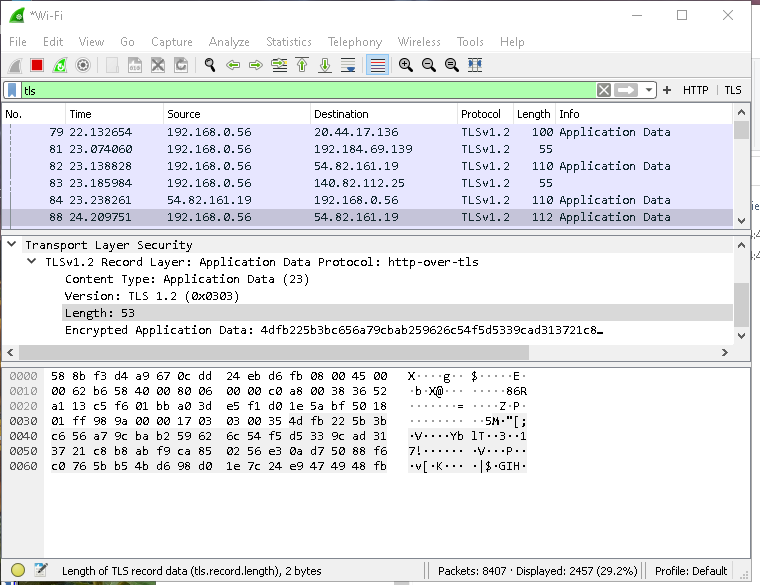 *Wi-Fi
File Edit View Go Capture Analyze Statistics Telephony Wireless Tools Help
tls + HTTP TLS
No. Time Source Destination Protocol Length Info
79 22.132654 192.168.0.56 20.44.17.136 TLSv1.2 100 Application Data
81 23.074060 192.168.0.56 192.184.69.139 TLSv1.2 55
82 23.138828 192.168.0.56 54.82.161.19 TLSv1.2 110 Application Data
83 23.185984 192.168.0.56 140.82.112.25 TLSv1.2 55
84 23.238261 54.82.161.19 192.168.0.56 TLSv1.2 110 Application Data
88 24.209751 192.168.0.56 54.82.161.19 TLSv1.2 112 Application Data
Transport Layer Security
TLSv1.2 Record Layer: Application Data Protocol: http-over-tls
Content Type: Application Data (23)
Version: TLS 1.2 (0x0303)
Length: 53
Encrypted Application Data: 4dfb225b3bc656a79cbab259626c54f5d5339cad313721c8…
0000 58 8b f3 d4 a9 67 0c dd 24 eb d6 fb 08 00 45 00 X····g·· $·····E·
0010 00 62 b6 58 40 00 80 06 00 00 c0 a8 00 38 36 52 ·b·X@··· ·····86R
0020 a1 13 c5 f6 01 bb a0 3d e5 f1 d0 1e 5a bf 50 18 ·······= ····Z·P·
0030 01 ff 98 9a 00 00 17 03 03 00 35 4d fb 22 5b 3b ········ ··5M·"[;
0040 c6 56 a7 9c ba b2 59 62 6c 54 f5 d5 33 9c ad 31 ·V····Yb lT··3··1
0050 37 21 c8 b8 ab f9 ca 85 02 56 e3 0a d7 50 88 f6 7!······ ·V···P··
0060 c0 76 5b b5 4b d6 98 d0 1e 7c 24 e9 47 49 48 fb ·v[·K··· ·|$·GIH·
Length of TLS record data (tls.record.length), 2 bytes Packets: 8407 · Displayed: 2457 (29.2%) Profile: Default